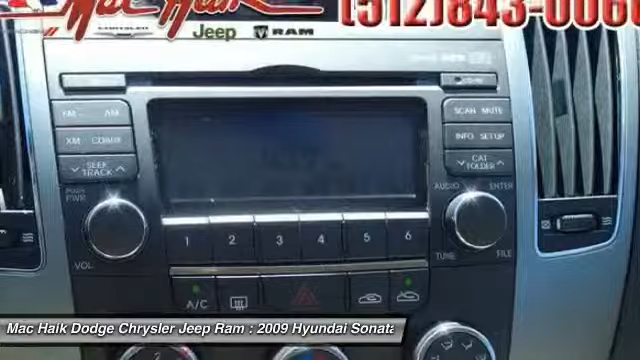 Mac Haik (512)843-0060
Jeep RAM
FM AM
SCAN MUTE
XM CD/AUX
INFO SETUP
SEEK
TRACK
CAT
FOLDER
PUSH
PWR
AUDIO ENTER
1 2 3 4 5 6
VOL
TUNE FILE
A/C
Mac Haik Dodge Chrysler Jeep Ram : 2009 Hyundai Sonata